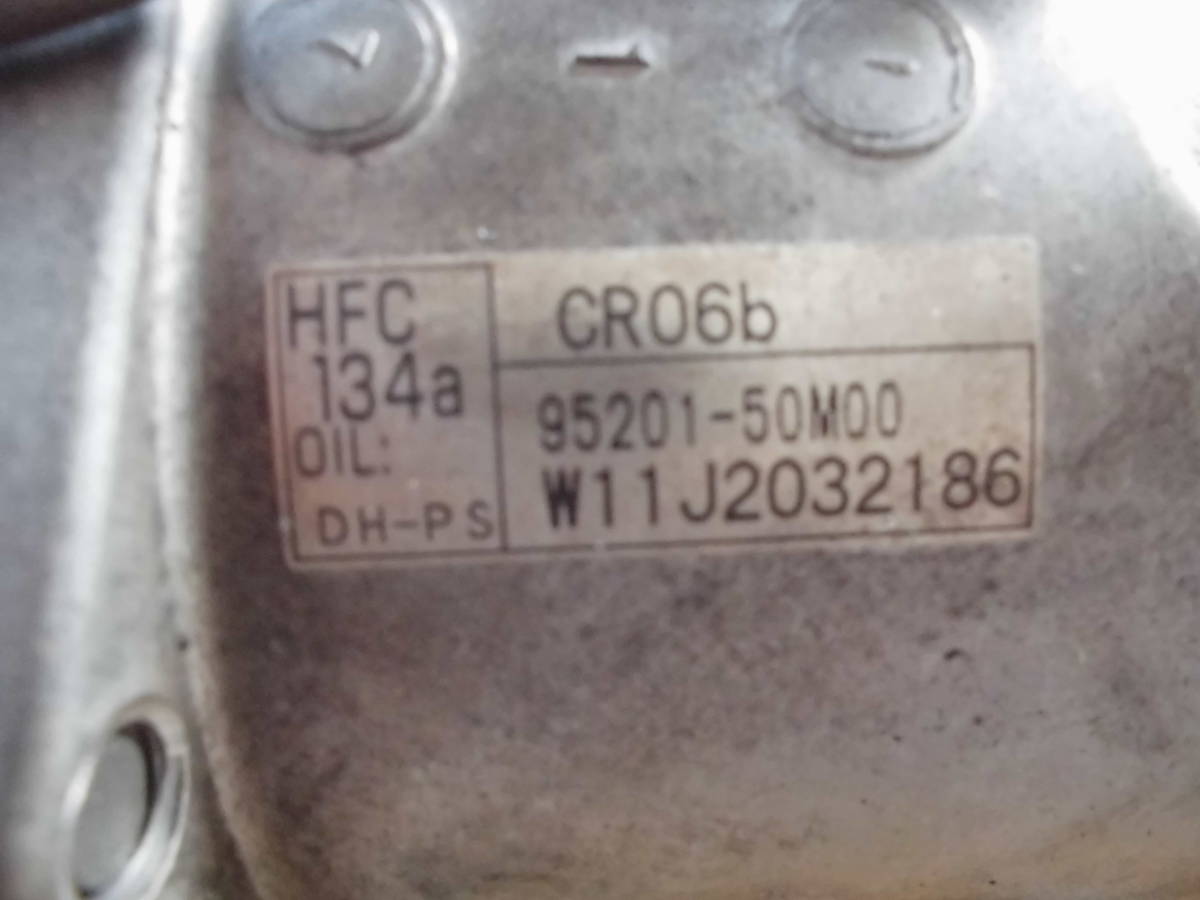 HFC
134a
OIL:
DH-PS
CR06b
95201-50M00
W11J2032186